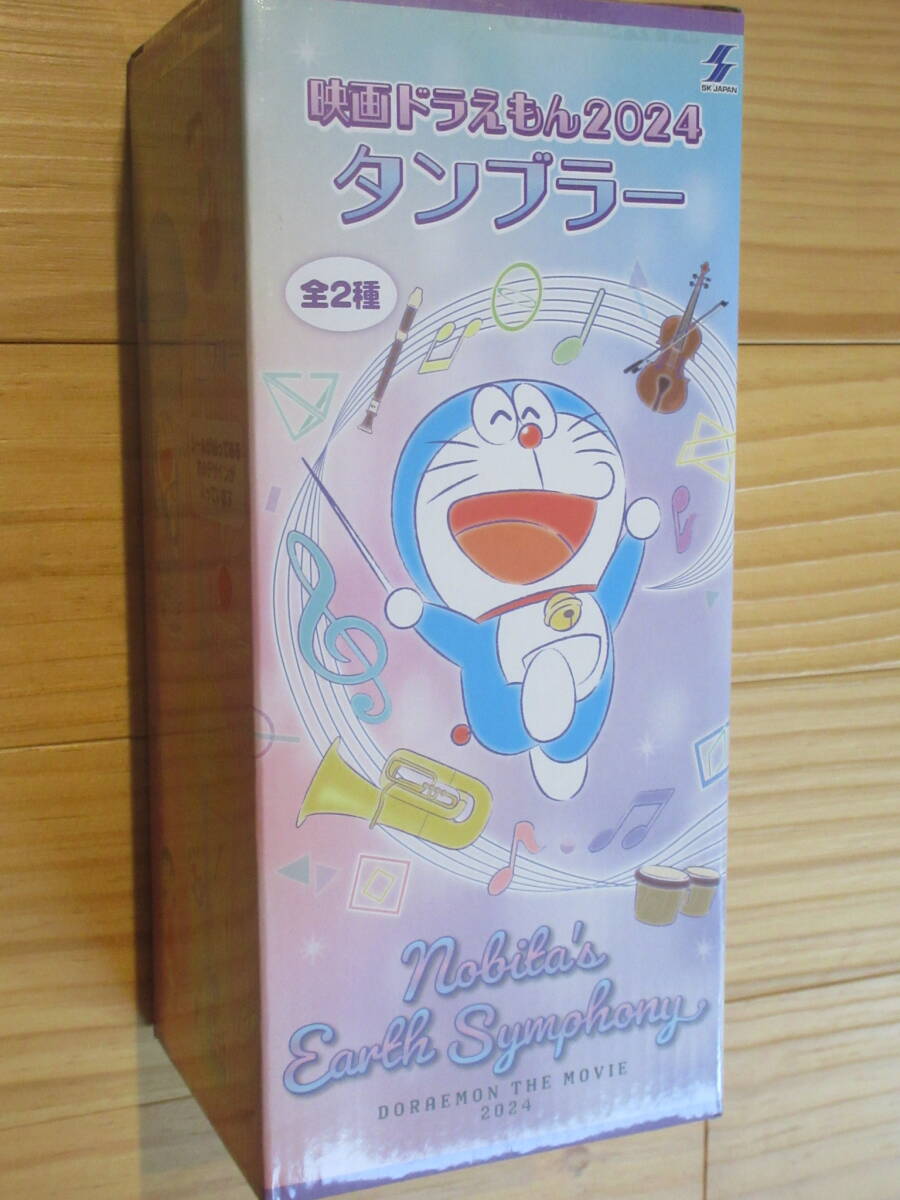 SK JAPAN
映画ドラえもん2024
タンブラー
全2種
Nobita's
Earth Symphony
DORAEMON THE MOVIE
2024